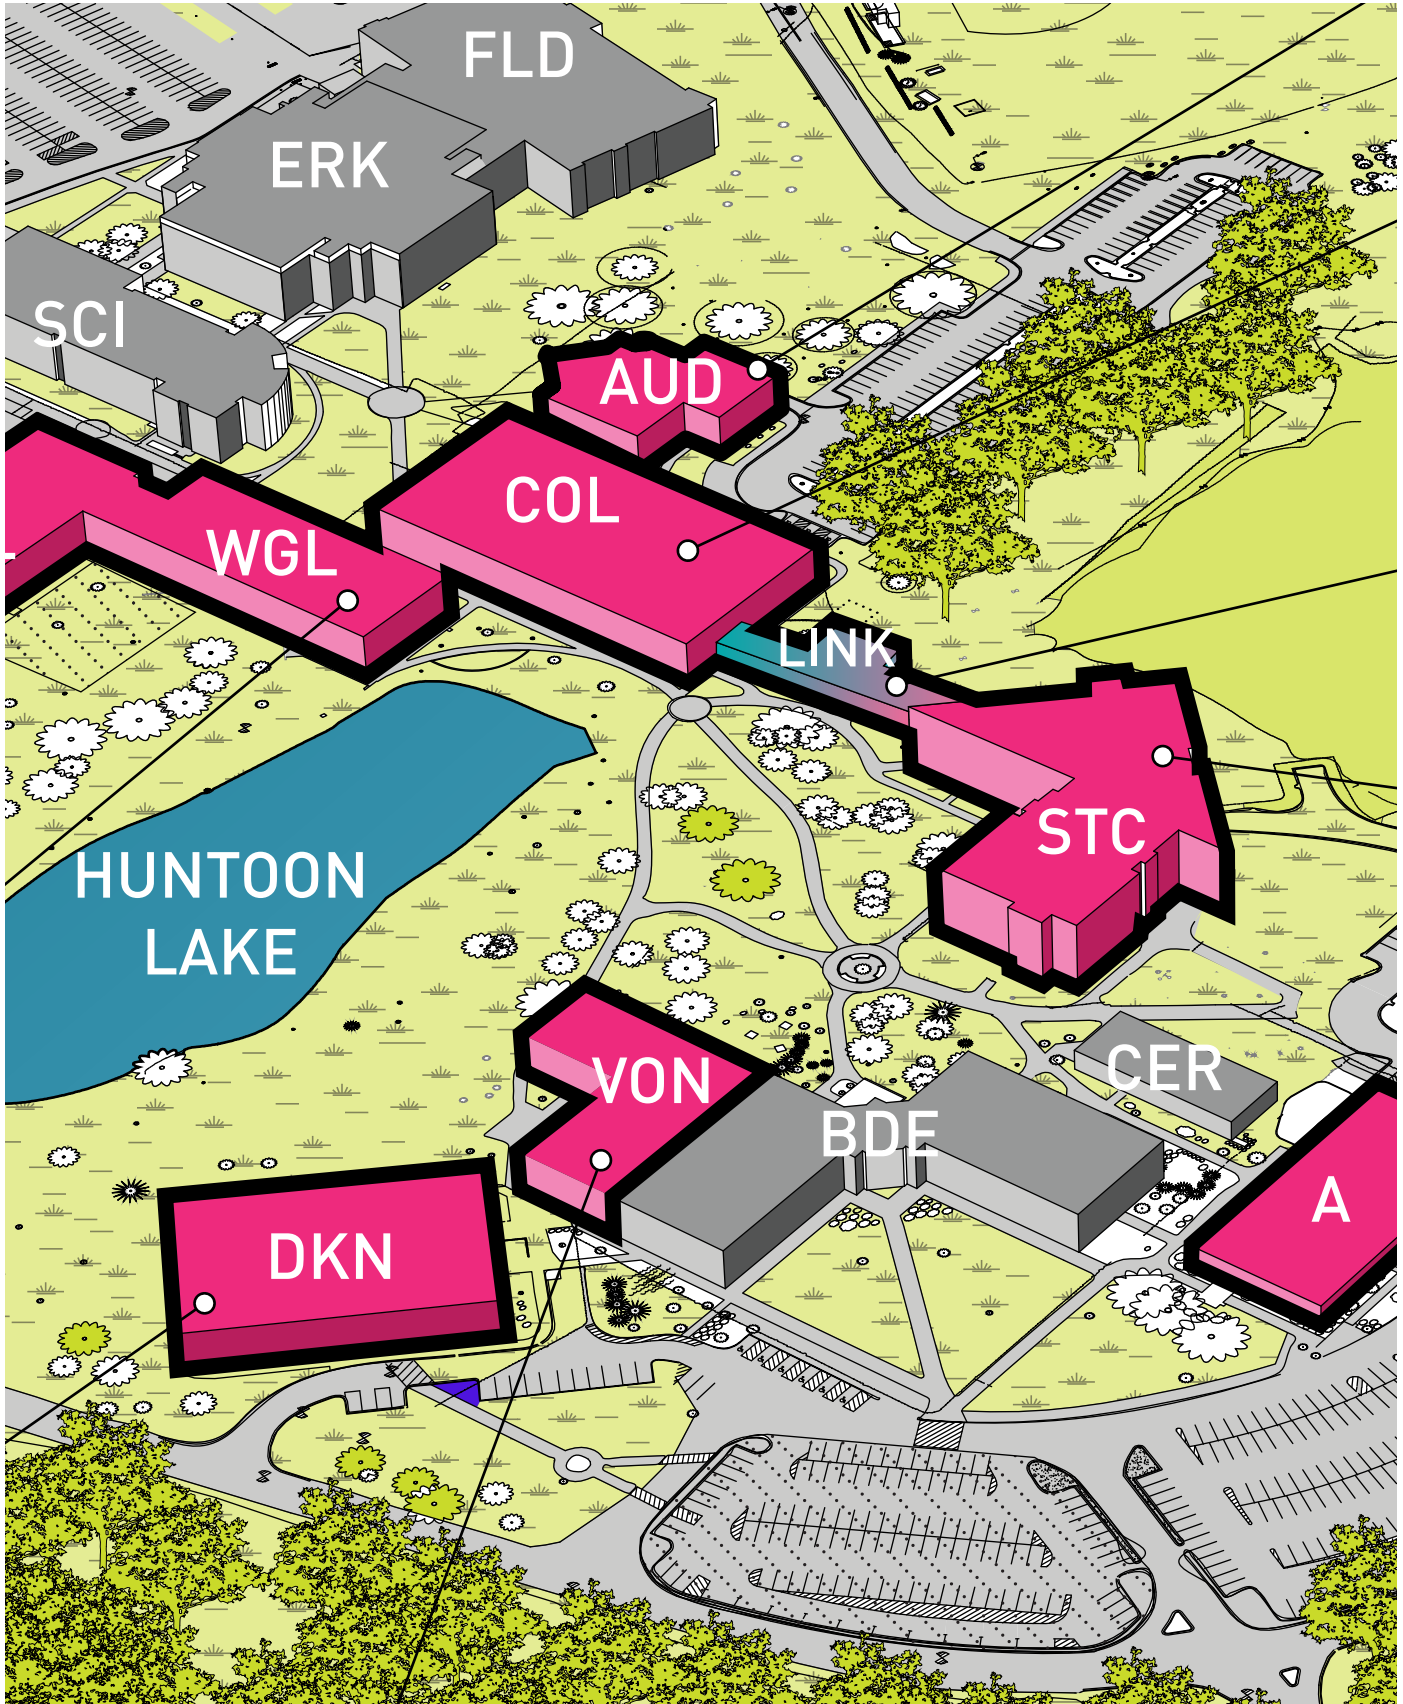 FLD
ERK
SCI
AUD
COL
WGL
LINK
STC
HUNTOON
LAKE
VON
CER
BDE
A
DKN